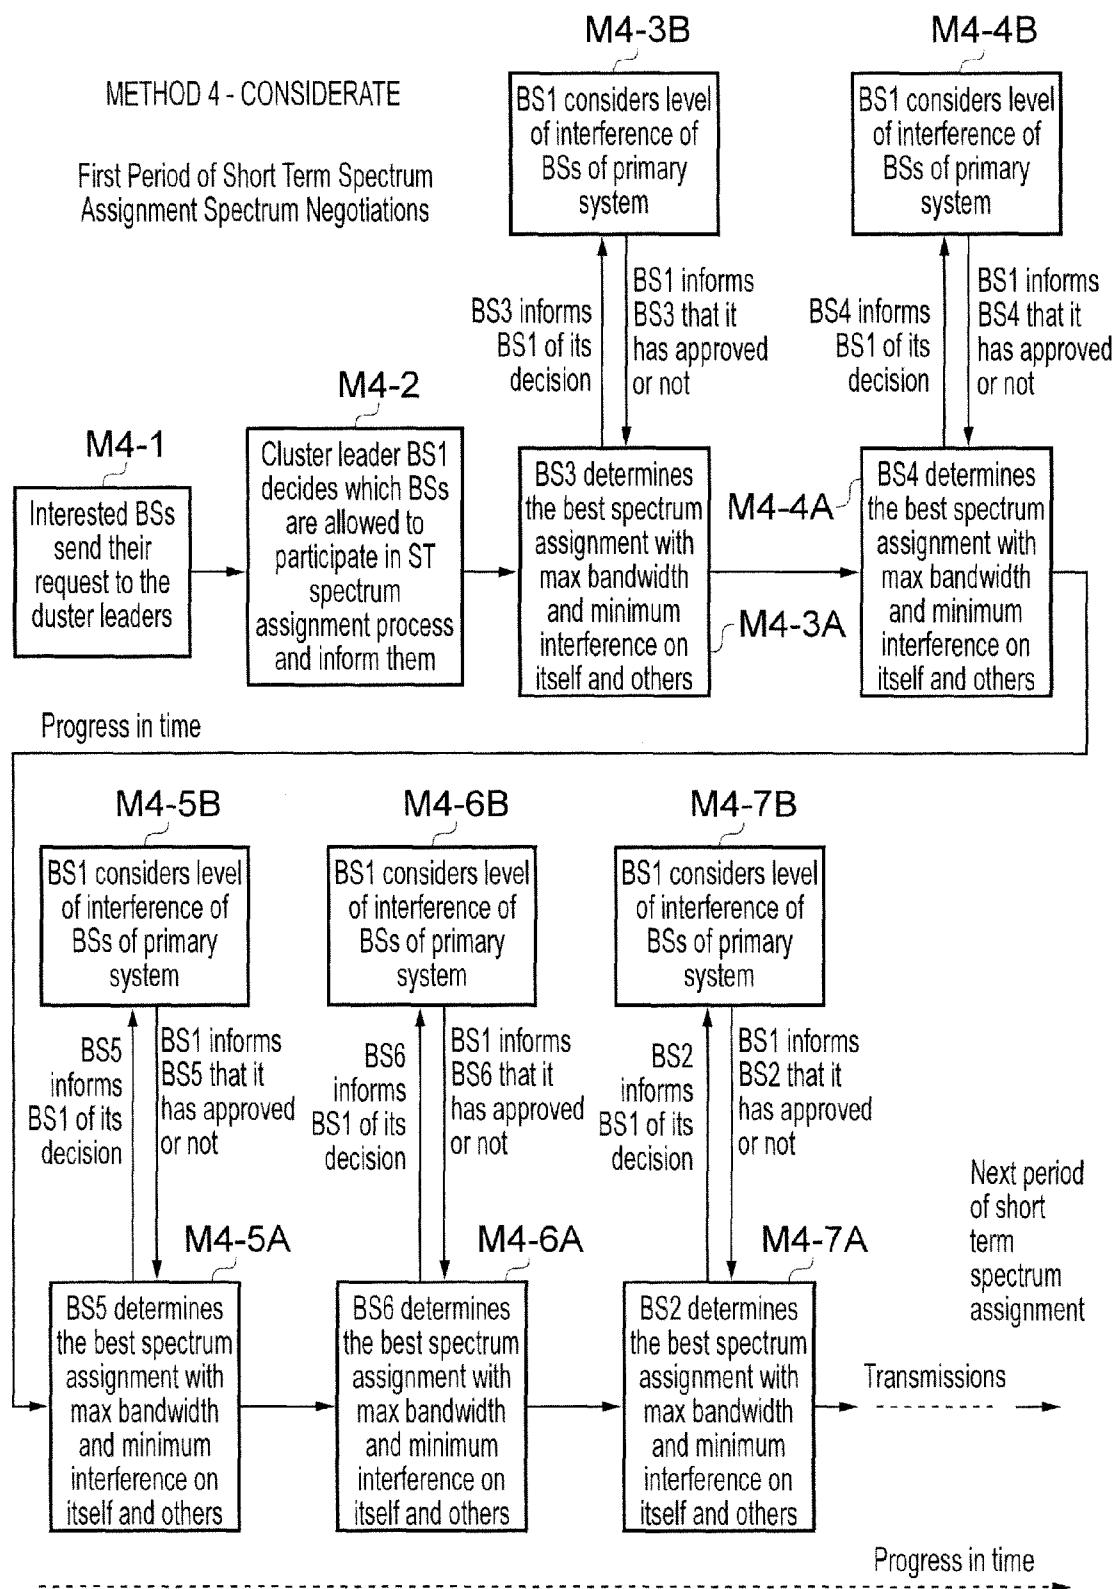 METHOD 4 - CONSIDERATE
First Period of Short Term Spectrum
Assignment Spectrum Negotiations
M4-3B
BS1 considers level
of interference of
BSs of primary
system
M4-4B
BS1 considers level
of interference of
BSs of primary
system
BS3 informs
BS1 of its
decision
BS1 informs
BS3 that it
has approved
or not
BS4 informs
BS1 of its
decision
BS1 informs
BS4 that it
has approved
or not
M4-1
Interested BSs
send their
request to the
duster leaders
M4-2
Cluster leader BS1
decides which BSs
are allowed to
participate in ST
spectrum
assignment process
and inform them
BS3 determines
the best spectrum
assignment with
max bandwidth
and minimum
interference on
itself and others
M4-3A
M4-4A
BS4 determines
the best spectrum
assignment with
max bandwidth
and minimum
interference on
itself and others
Progress in time
M4-5B
BS1 considers level
of interference of
BSs of primary
system
M4-6B
BS1 considers level
of interference of
BSs of primary
system
M4-7B
BS1 considers level
of interference of
BSs of primary
system
BS5
informs
BS1 of its
decision
BS1 informs
BS5 that it
has approved
or not
BS6
informs
BS1 of its
decision
BS1 informs
BS6 that it
has approved
or not
BS2
informs
BS1 of its
decision
BS1 informs
BS2 that it
has approved
or not
M4-5A
BS5 determines
the best spectrum
assignment with
max bandwidth
and minimum
interference on
itself and others
M4-6A
BS6 determines
the best spectrum
assignment with
max bandwidth
and minimum
interference on
itself and others
M4-7A
BS2 determines
the best spectrum
assignment with
max bandwidth
and minimum
interference on
itself and others
Next period
of short
term
spectrum
assignment
Transmissions
Progress in time